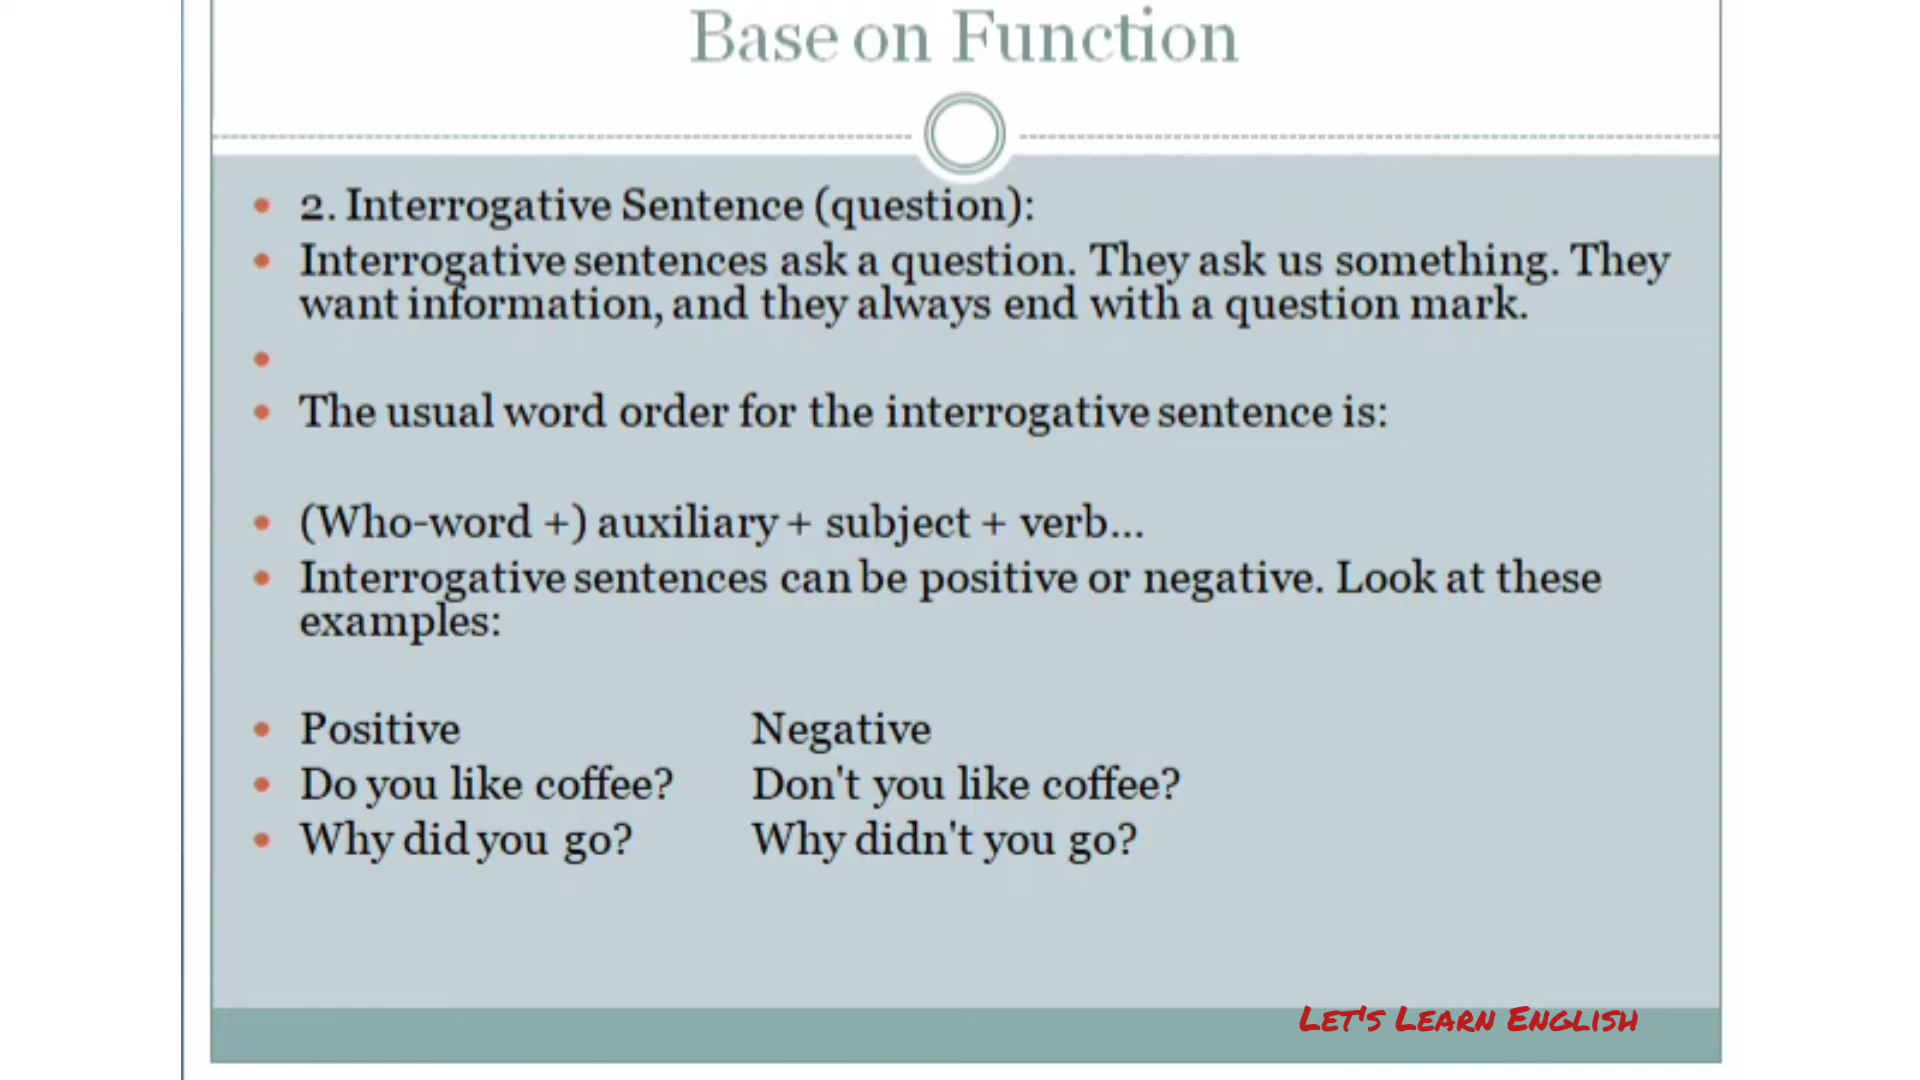 Base on Function
• 2. Interrogative Sentence (question):
• Interrogative sentences ask a question. They ask us something. They
want information, and they always end with a question mark.
•
• The usual word order for the interrogative sentence is:
• (Who-word +) auxiliary + subject + verb...
• Interrogative sentences can be positive or negative. Look at these
examples:
• Positive Negative
• Do you like coffee? Don't you like coffee?
• Why did you go? Why didn't you go?
Let's Learn English